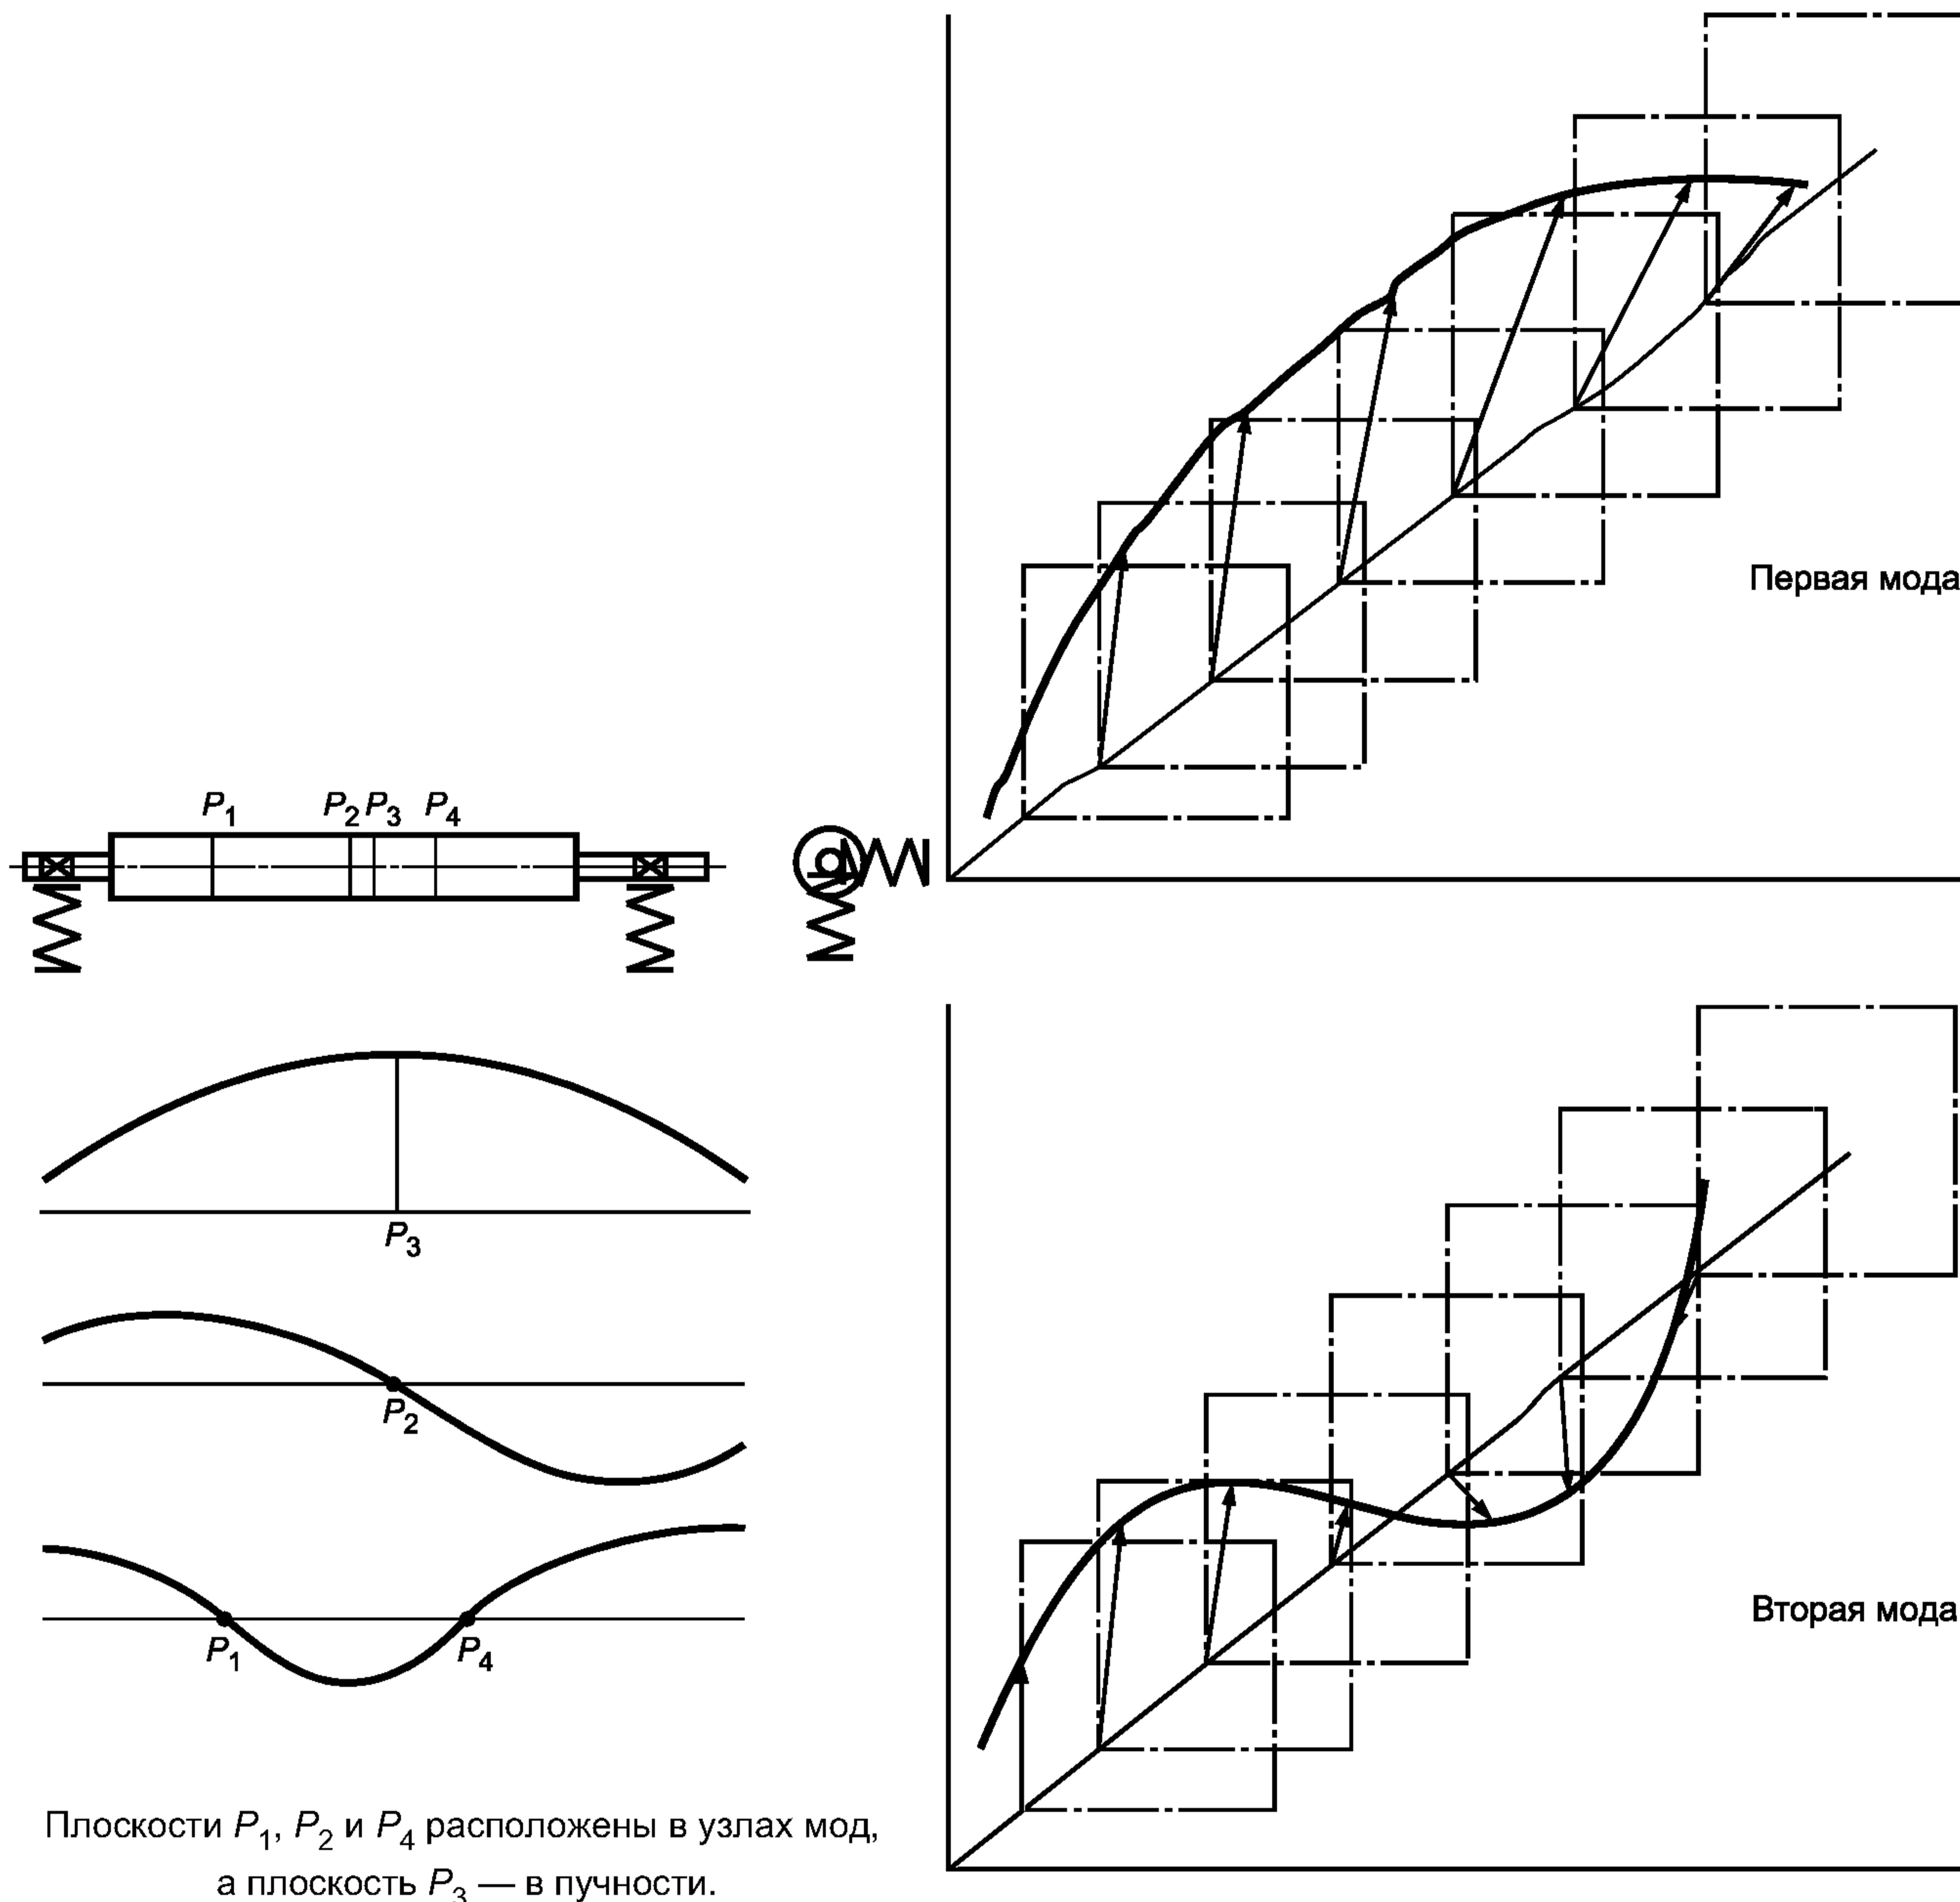 P1 P2 P3 P4
P3
P2
P1 P4
Плоскости P1, P2 и P4 расположены в узлах мод,
а плоскость P3 — в пучности.
Первая мода
Вторая мода